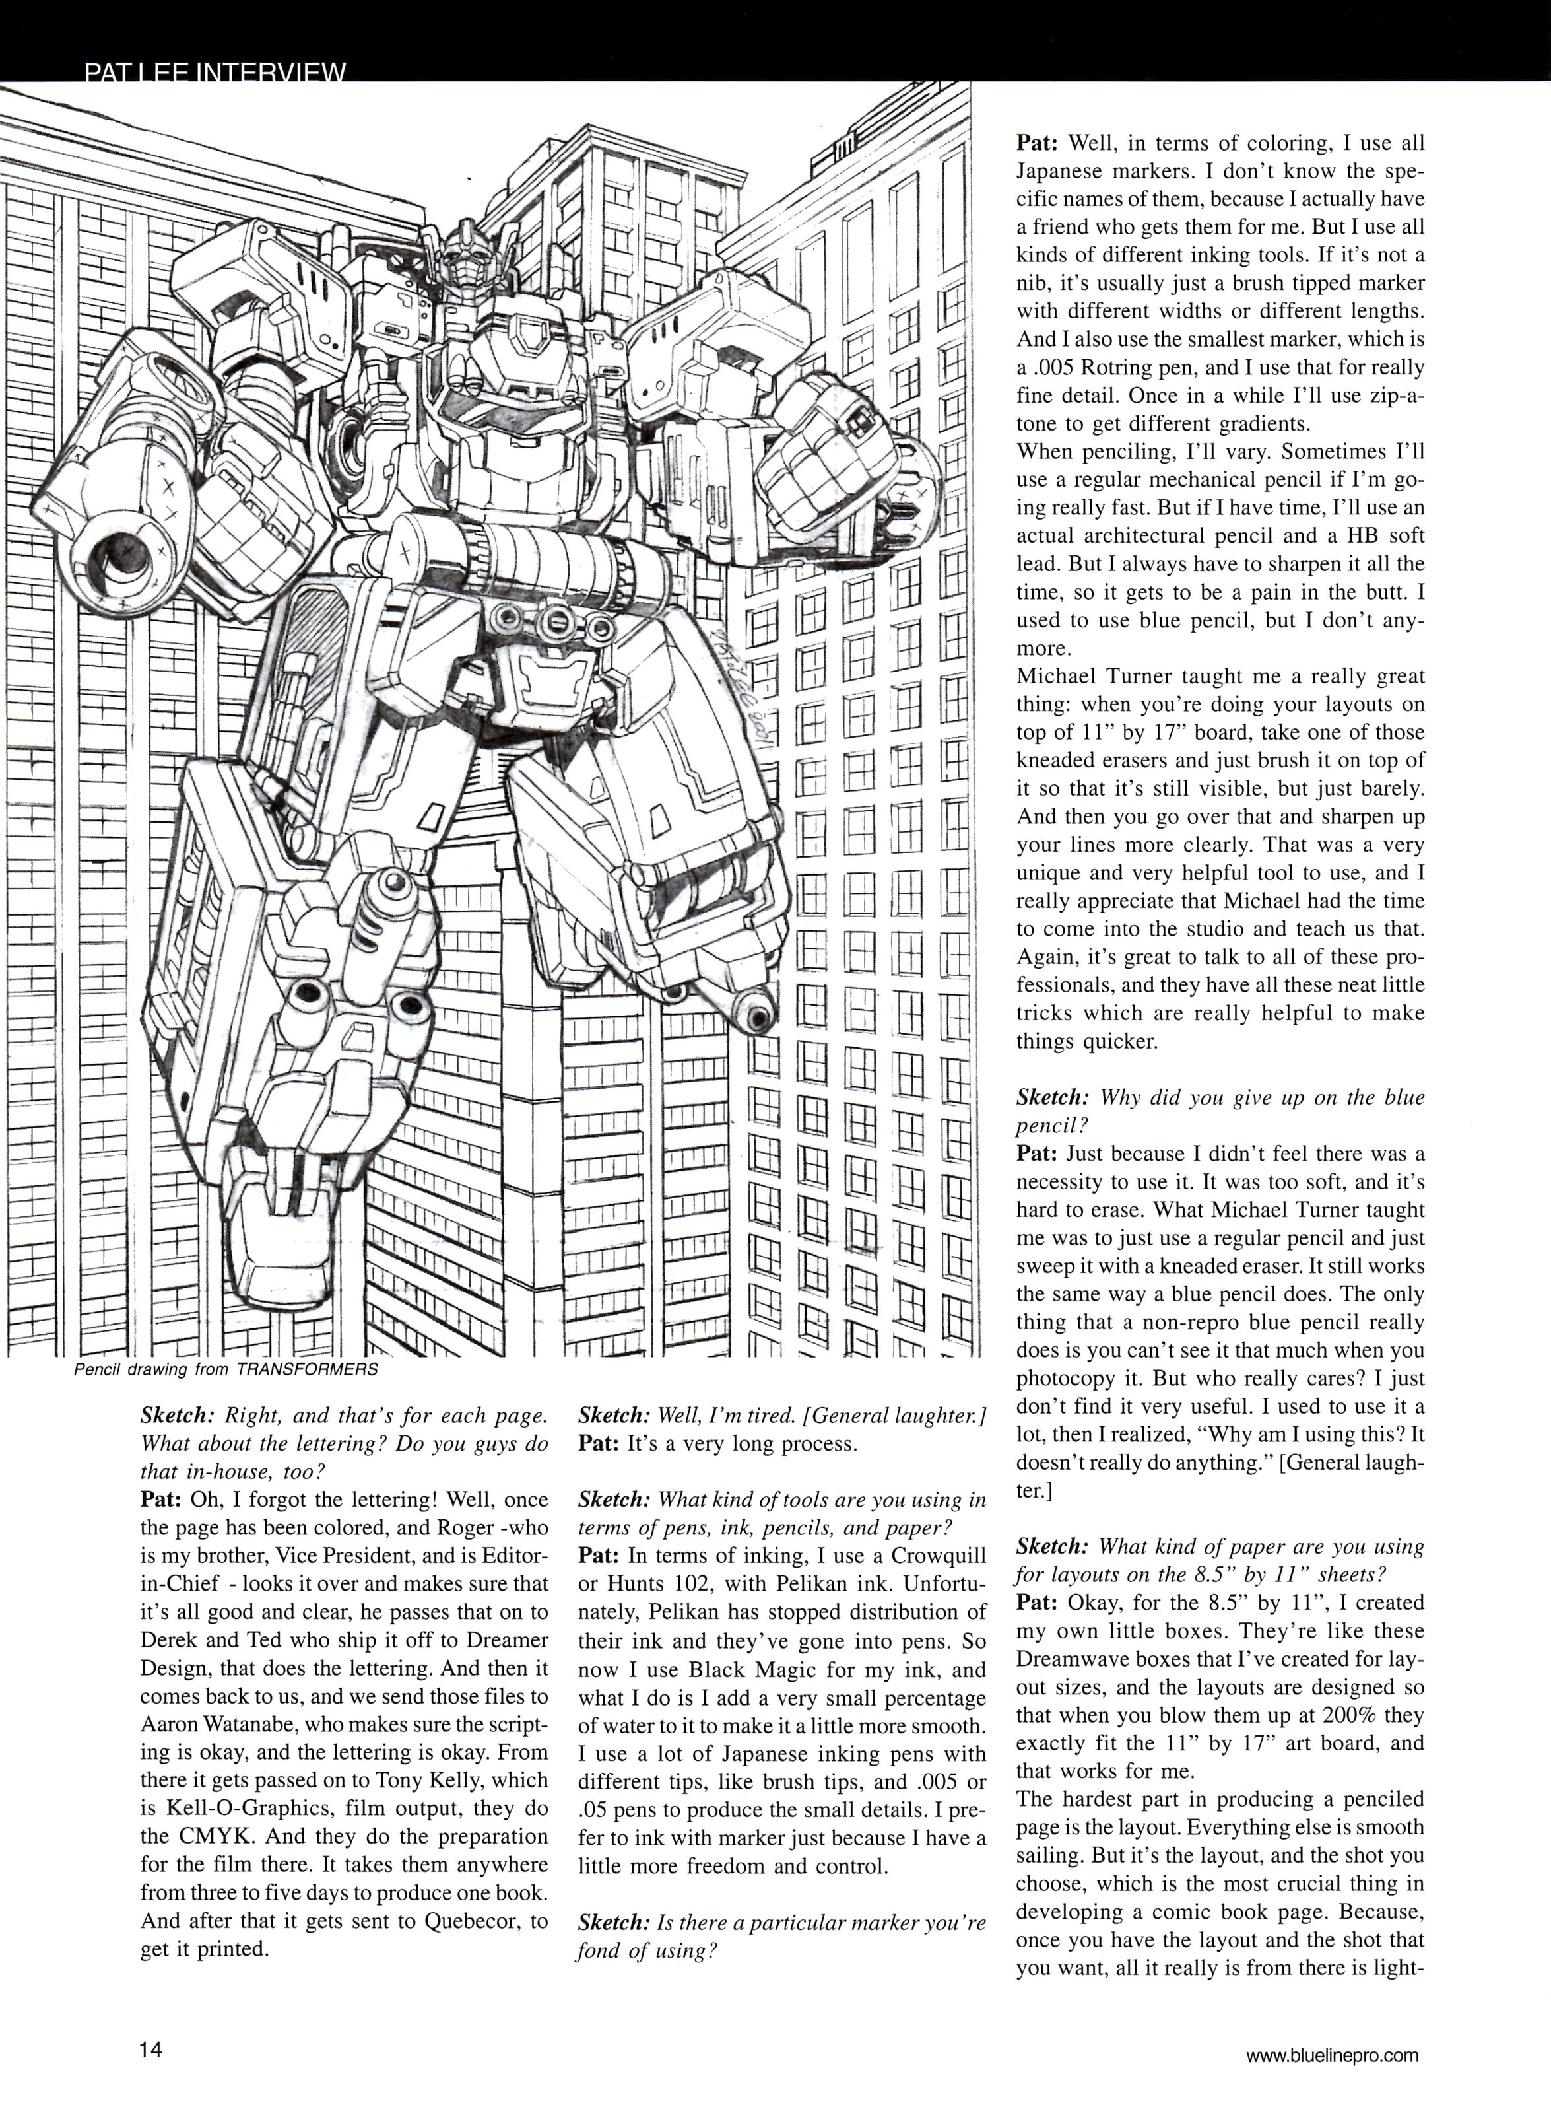 PAT LEE INTERVIEW
PAT LEE 2001
Pencil drawing from TRANSFORMERS
Sketch: Right, and that's for each page.
What about the lettering? Do you guys do
that in-house, too?
Pat: Oh, I forgot the lettering! Well, once
the page has been colored, and Roger -who
is my brother, Vice President, and is Editor-
in-Chief - looks it over and makes sure that
it's all good and clear, he passes that on to
Derek and Ted who ship it off to Dreamer
Design, that does the lettering. And then it
comes back to us, and we send those files to
Aaron Watanabe, who makes sure the script-
ing is okay, and the lettering is okay. From
there it gets passed on to Tony Kelly, which
is Kell-O-Graphics, film output, they do
the CMYK. And they do the preparation
for the film there. It takes them anywhere
from three to five days to produce one book.
And after that it gets sent to Quebecor, to
get it printed.
Sketch: Well, I'm tired. [General laughter.]
Pat: It's a very long process.
Sketch: What kind of tools are you using in
terms of pens, ink, pencils, and paper?
Pat: In terms of inking, I use a Crowquill
or Hunts 102, with Pelikan ink. Unfortu-
nately, Pelikan has stopped distribution of
their ink and they've gone into pens. So
now I use Black Magic for my ink, and
what I do is I add a very small percentage
of water to it to make it a little more smooth.
I use a lot of Japanese inking pens with
different tips, like brush tips, and .005 or
.05 pens to produce the small details. I pre-
fer to ink with marker just because I have a
little more freedom and control.
Sketch: Is there a particular marker you're
fond of using?
Pat: Well, in terms of coloring, I use all
Japanese markers. I don't know the spe-
cific names of them, because I actually have
a friend who gets them for me. But I use all
kinds of different inking tools. If it's not a
nib, it's usually just a brush tipped marker
with different widths or different lengths.
And I also use the smallest marker, which is
a .005 Rotring pen, and I use that for really
fine detail. Once in a while I'll use zip-a-
tone to get different gradients.
When penciling, I'll vary. Sometimes I'll
use a regular mechanical pencil if I'm go-
ing really fast. But if I have time, I'll use an
actual architectural pencil and a HB soft
lead. But I always have to sharpen it all the
time, so it gets to be a pain in the butt. I
used to use blue pencil, but I don't any-
more.
Michael Turner taught me a really great
thing: when you're doing your layouts on
top of 11" by 17" board, take one of those
kneaded erasers and just brush it on top of
it so that it's still visible, but just barely.
And then you go over that and sharpen up
your lines more clearly. That was a very
unique and very helpful tool to use, and I
really appreciate that Michael had the time
to come into the studio and teach us that.
Again, it's great to talk to all of these pro-
fessionals, and they have all these neat little
tricks which are really helpful to make
things quicker.
Sketch: Why did you give up on the blue
pencil?
Pat: Just because I didn't feel there was a
necessity to use it. It was too soft, and it's
hard to erase. What Michael Turner taught
me was to just use a regular pencil and just
sweep it with a kneaded eraser. It still works
the same way a blue pencil does. The only
thing that a non-repro blue pencil really
does is you can't see it that much when you
photocopy it. But who really cares? I just
don't find it very useful. I used to use it a
lot, then I realized, "Why am I using this? It
doesn't really do anything." [General laugh-
ter.]
Sketch: What kind of paper are you using
for layouts on the 8.5" by 11" sheets?
Pat: Okay, for the 8.5" by 11", I created
my own little boxes. They're like these
Dreamwave boxes that I've created for lay-
out sizes, and the layouts are designed so
that when you blow them up at 200% they
exactly fit the 11" by 17" art board, and
that works for me.
The hardest part in producing a penciled
page is the layout. Everything else is smooth
sailing. But it's the layout, and the shot you
choose, which is the most crucial thing in
developing a comic book page. Because,
once you have the layout and the shot that
you want, all it really is from there is light-
14
www.bluelinepro.com